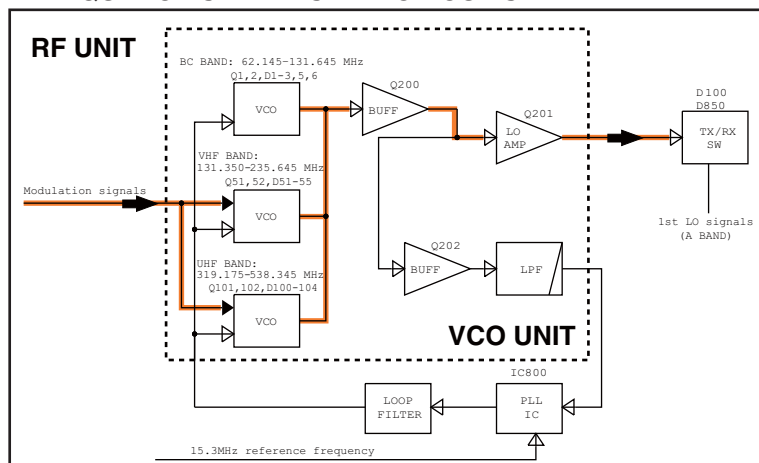 RF UNIT
BC BAND: 62.145–131.645 MHz
Q1,2,D1-3,5,6
VCO
Q200
BUFF
Q201
LO
AMP
D100
D850
TX/RX
SW
VHF BAND:
131.350–235.645 MHz
Q51,52,D51-55
VCO
Modulation signals
1st LO signals
(A BAND)
Q202
BUFF
LPF
UHF BAND:
319.175–538.345 MHz
Q101,102,D100-104
VCO
VCO UNIT
LOOP
FILTER
IC800
PLL
IC
15.3MHz reference frequency